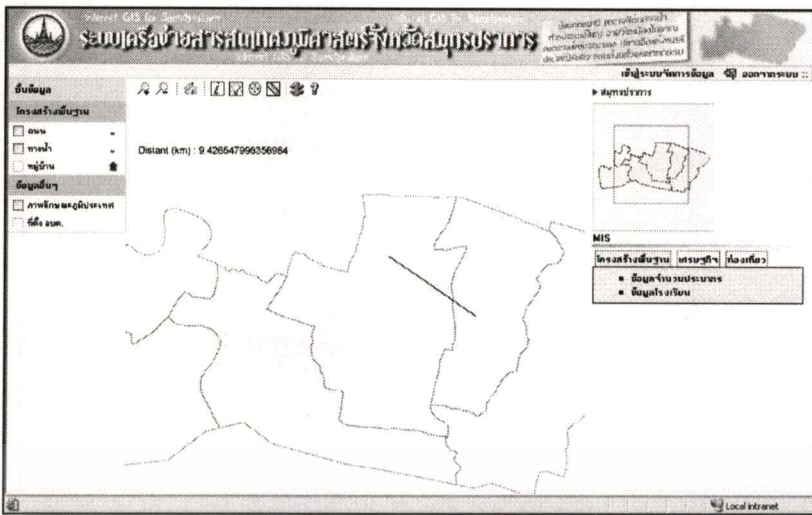 ระบบเครือข่ายสารสนเทศภูมิศาสตร์จังหวัดสมุทรปราการ
เข้าสู่ระบบจัดการข้อมูล ออกจากระบบ ::
ชั้นข้อมูล
โครงสร้างพื้นฐาน
ถนน
ทางน้ำ
หมู่บ้าน
ข้อมูลอื่นๆ
ภาพลักษณะภูมิประเทศ
ที่ตั้ง อบต.
Distant (km) : 9.426547996356984
สมุทรปราการ
MIS
โครงสร้างพื้นฐาน เศรษฐกิจ ท่องเที่ยว
ข้อมูลจำนวนประชากร
ข้อมูลโรงเรียน
Local intranet